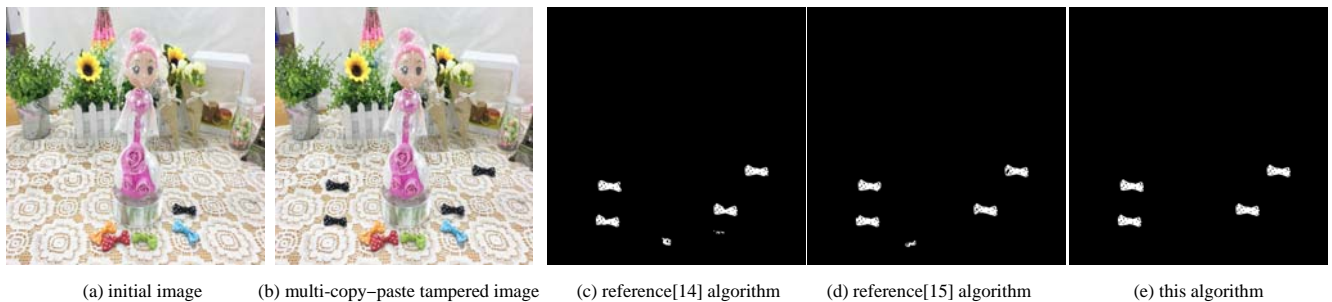 (a) initial image (b) multi-copy−paste tampered image (c) reference[14] algorithm (d) reference[15] algorithm (e) this algorithm